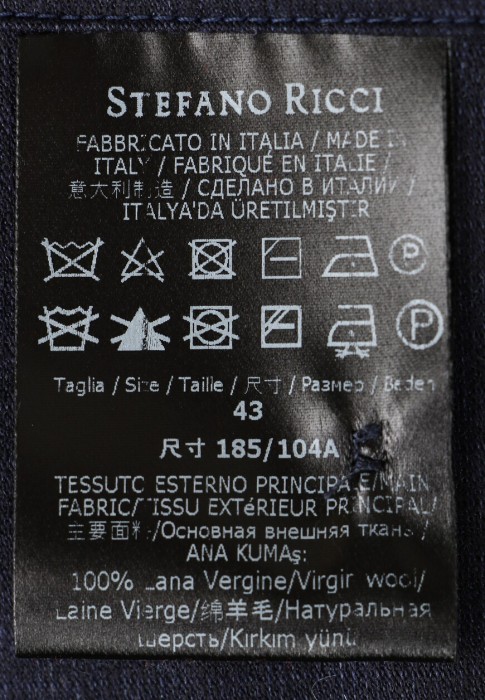 STEFANO RICCI
FABBRICATO IN ITALIA / MADE IN
ITALY / FABRIQUÉ EN ITALIE /
意大利制造 / СДЕЛАНО В ИТАЛИИ /
ITALYA'DA ÜRETILMIŞTIR
P
P
Taglia / Size / Taille / 尺寸 / Размер / Beden
43
尺寸 185/104A
TESSUTO ESTERNO PRINCIPALE/MAIN
FABRIC/TISSU EXTéRIEUR PRINCIPAL/
主要面料/Основная внешняя ткань/
ANA KUMAş:
100% Lana Vergine/Virgin wool/
Laine Vierge/绵羊毛/Натуральная
шерсть/Kırkım yünü